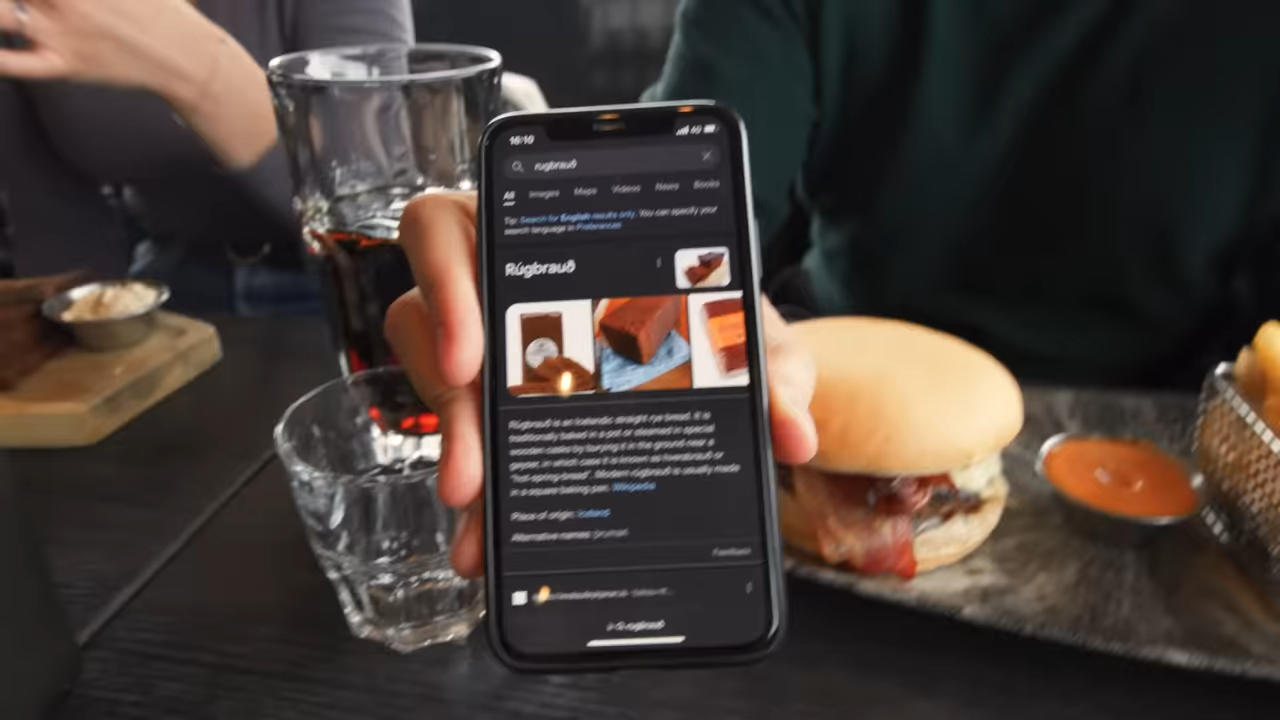 16:10
4G
rúgbrauð
All Images Maps Videos News Books
Tip: Search for English results only. You can specify your
search language in Preferences
Rúgbrauð
Rúgbrauð is an Icelandic straight rye bread. It is
traditionally baked in a pot or steamed in special
wooden casks by burying it in the ground near a
geyser, in which case it is known as hverabrauð or
"hot-spring-bread". Modern rúgbrauð is usually made
in a square baking pan. Wikipedia
Place of origin: Iceland
Alternative names:
Feedback
rúgbrauð